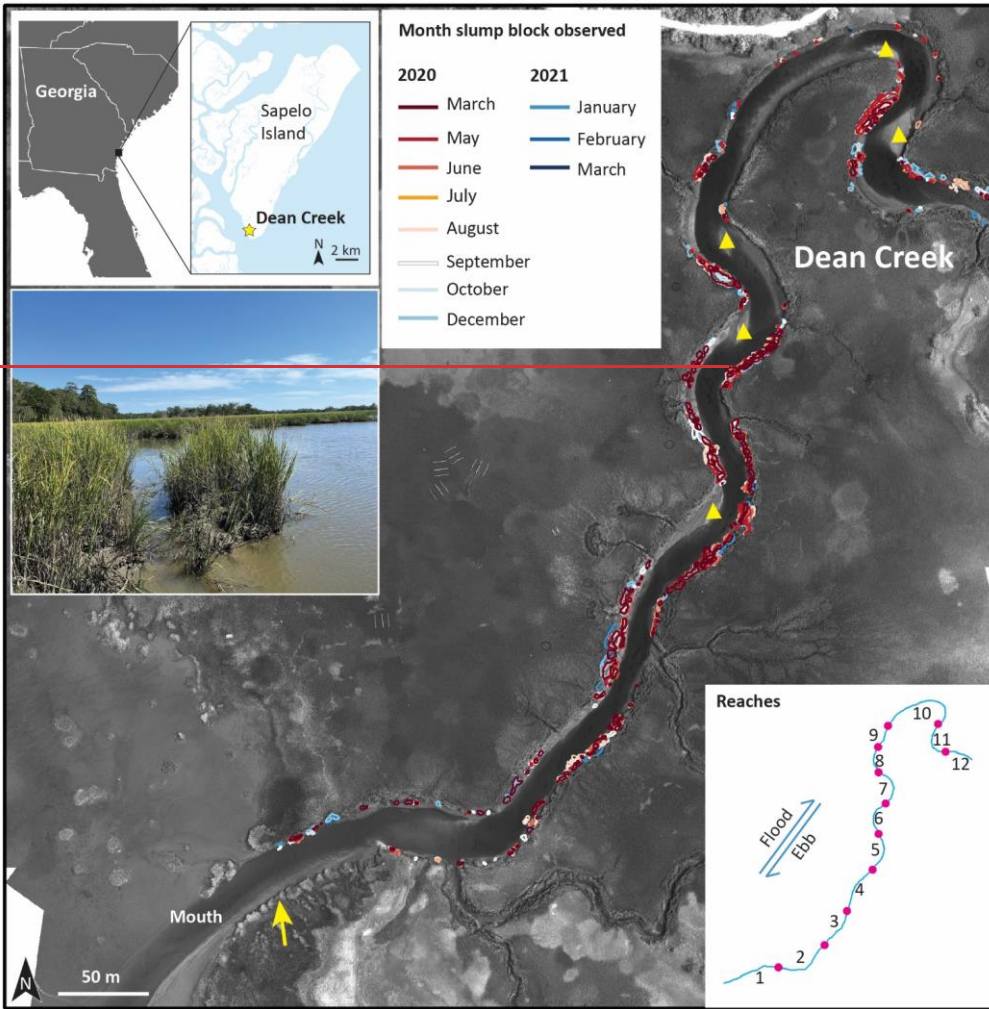 Georgia
Sapelo
Island
Dean Creek
N
2 km
Month slump block observed
2020
2021
March
May
June
July
August
September
October
December
January
February
March
Dean Creek
Mouth
N
50 m
Reaches
10
9
11
8
12
7
6
5
4
3
2
1
Flood
Ebb